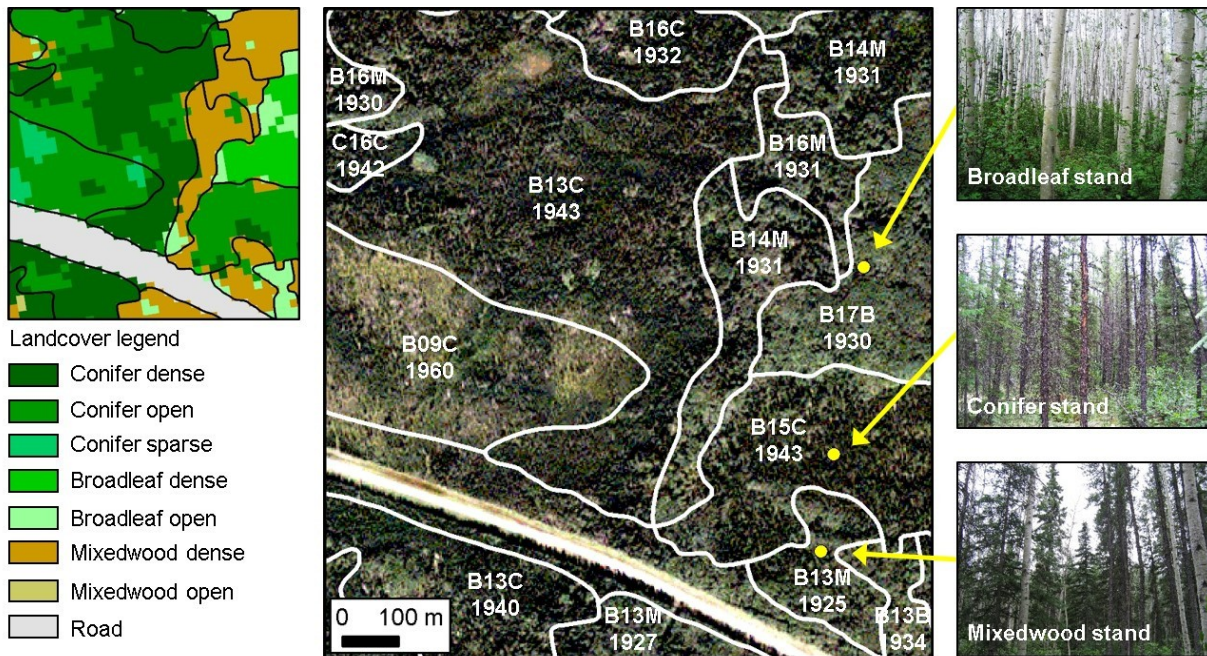 Landcover legend
Conifer dense
Conifer open
Conifer sparse
Broadleaf dense
Broadleaf open
Mixedwood dense
Mixedwood open
Road
B16C
1932
B14M
1931
B16M
1930
C16C
1942
B16M
1931
B13C
1943
B14M
1931
B17B
1930
B09C
1960
B15C
1943
B13M
1925
B13C
1940
B13M
1927
B13B
1934
0 100 m
Broadleaf stand
Conifer stand
Mixedwood stand